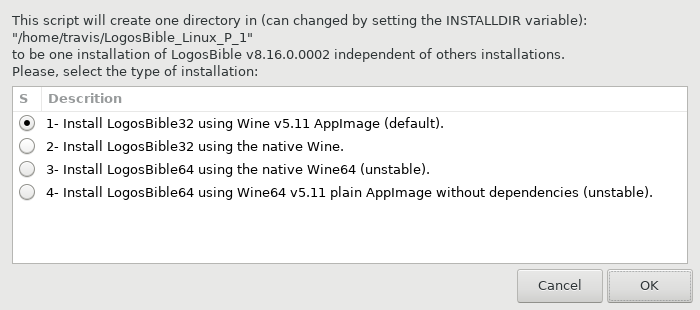 This script will create one directory in (can changed by setting the INSTALLDIR variable):
"/home/travis/LogosBible_Linux_P_1"
to be one installation of LogosBible v8.16.0.0002 independent of others installations.
Please, select the type of installation:
S Descrition
1- Install LogosBible32 using Wine v5.11 AppImage (default).
2- Install LogosBible32 using the native Wine.
3- Install LogosBible64 using the native Wine64 (unstable).
4- Install LogosBible64 using Wine64 v5.11 plain AppImage without dependencies (unstable).
Cancel OK